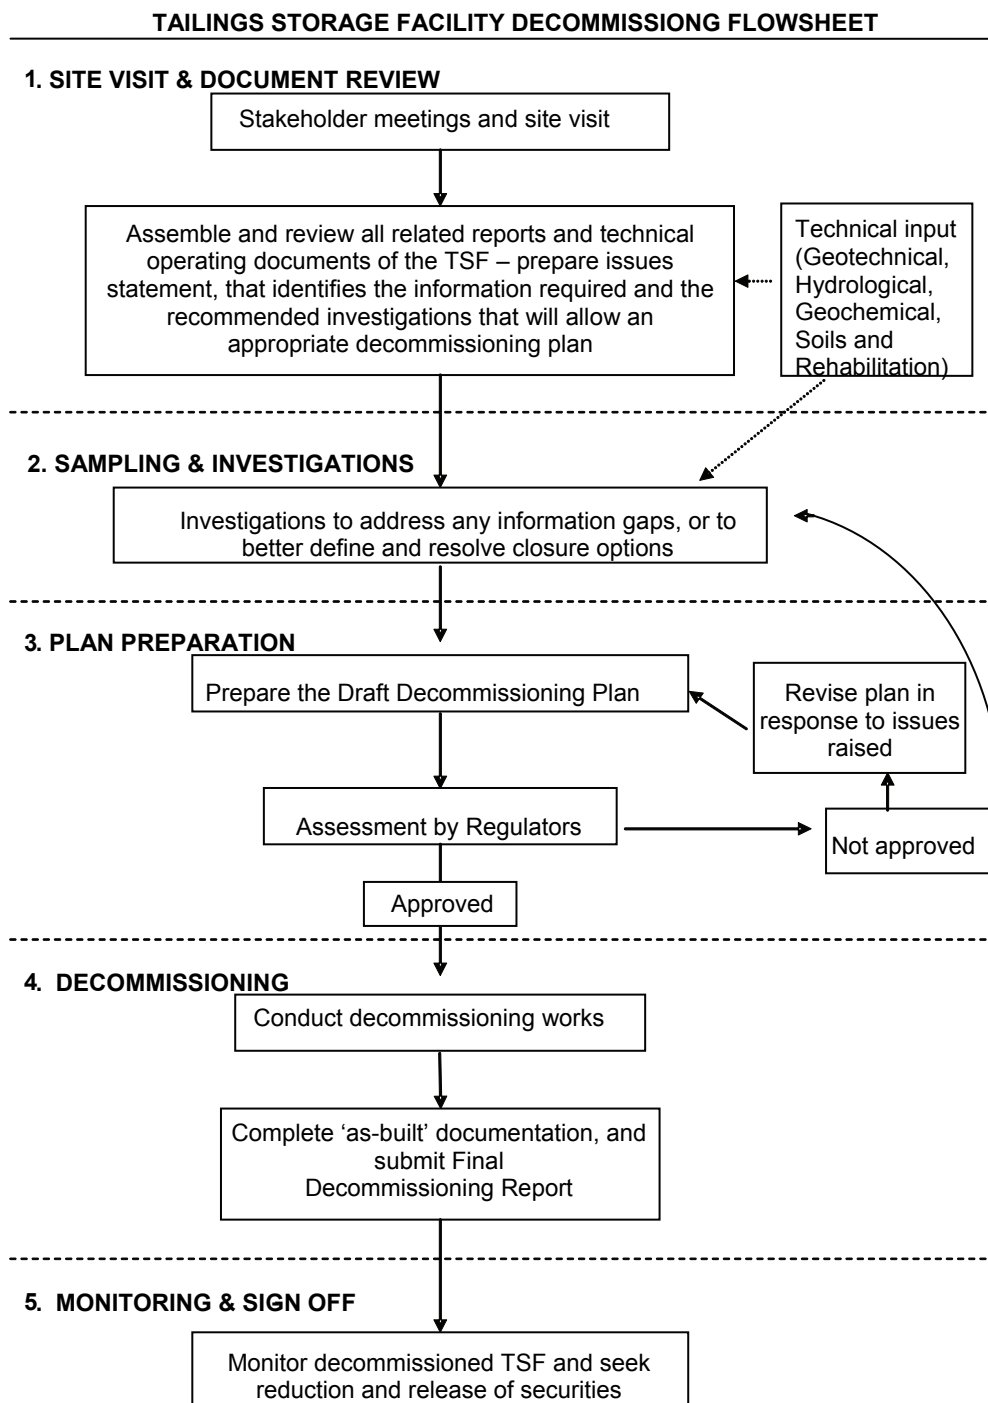 TAILINGS STORAGE FACILITY DECOMMISSIONG FLOWSHEET
1. SITE VISIT & DOCUMENT REVIEW
Stakeholder meetings and site visit
Assemble and review all related reports and technical
operating documents of the TSF – prepare issues
statement, that identifies the information required and the
recommended investigations that will allow an
appropriate decommissioning plan
Technical input
(Geotechnical,
Hydrological,
Geochemical,
Soils and
Rehabilitation)
2. SAMPLING & INVESTIGATIONS
Investigations to address any information gaps, or to
better define and resolve closure options
3. PLAN PREPARATION
Prepare the Draft Decommissioning Plan
Revise plan in
response to issues
raised
Assessment by Regulators
Not approved
Approved
4. DECOMMISSIONING
Conduct decommissioning works
Complete ‘as-built’ documentation, and
submit Final
Decommissioning Report
5. MONITORING & SIGN OFF
Monitor decommissioned TSF and seek
reduction and release of securities